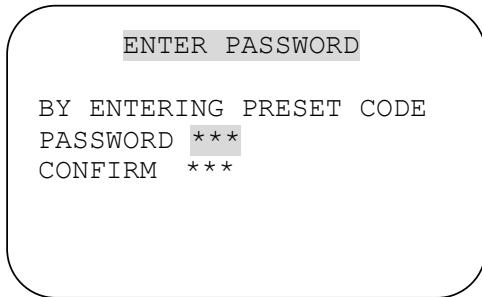 ENTER PASSWORD
BY ENTERING PRESET CODE
PASSWORD ***
CONFIRM ***